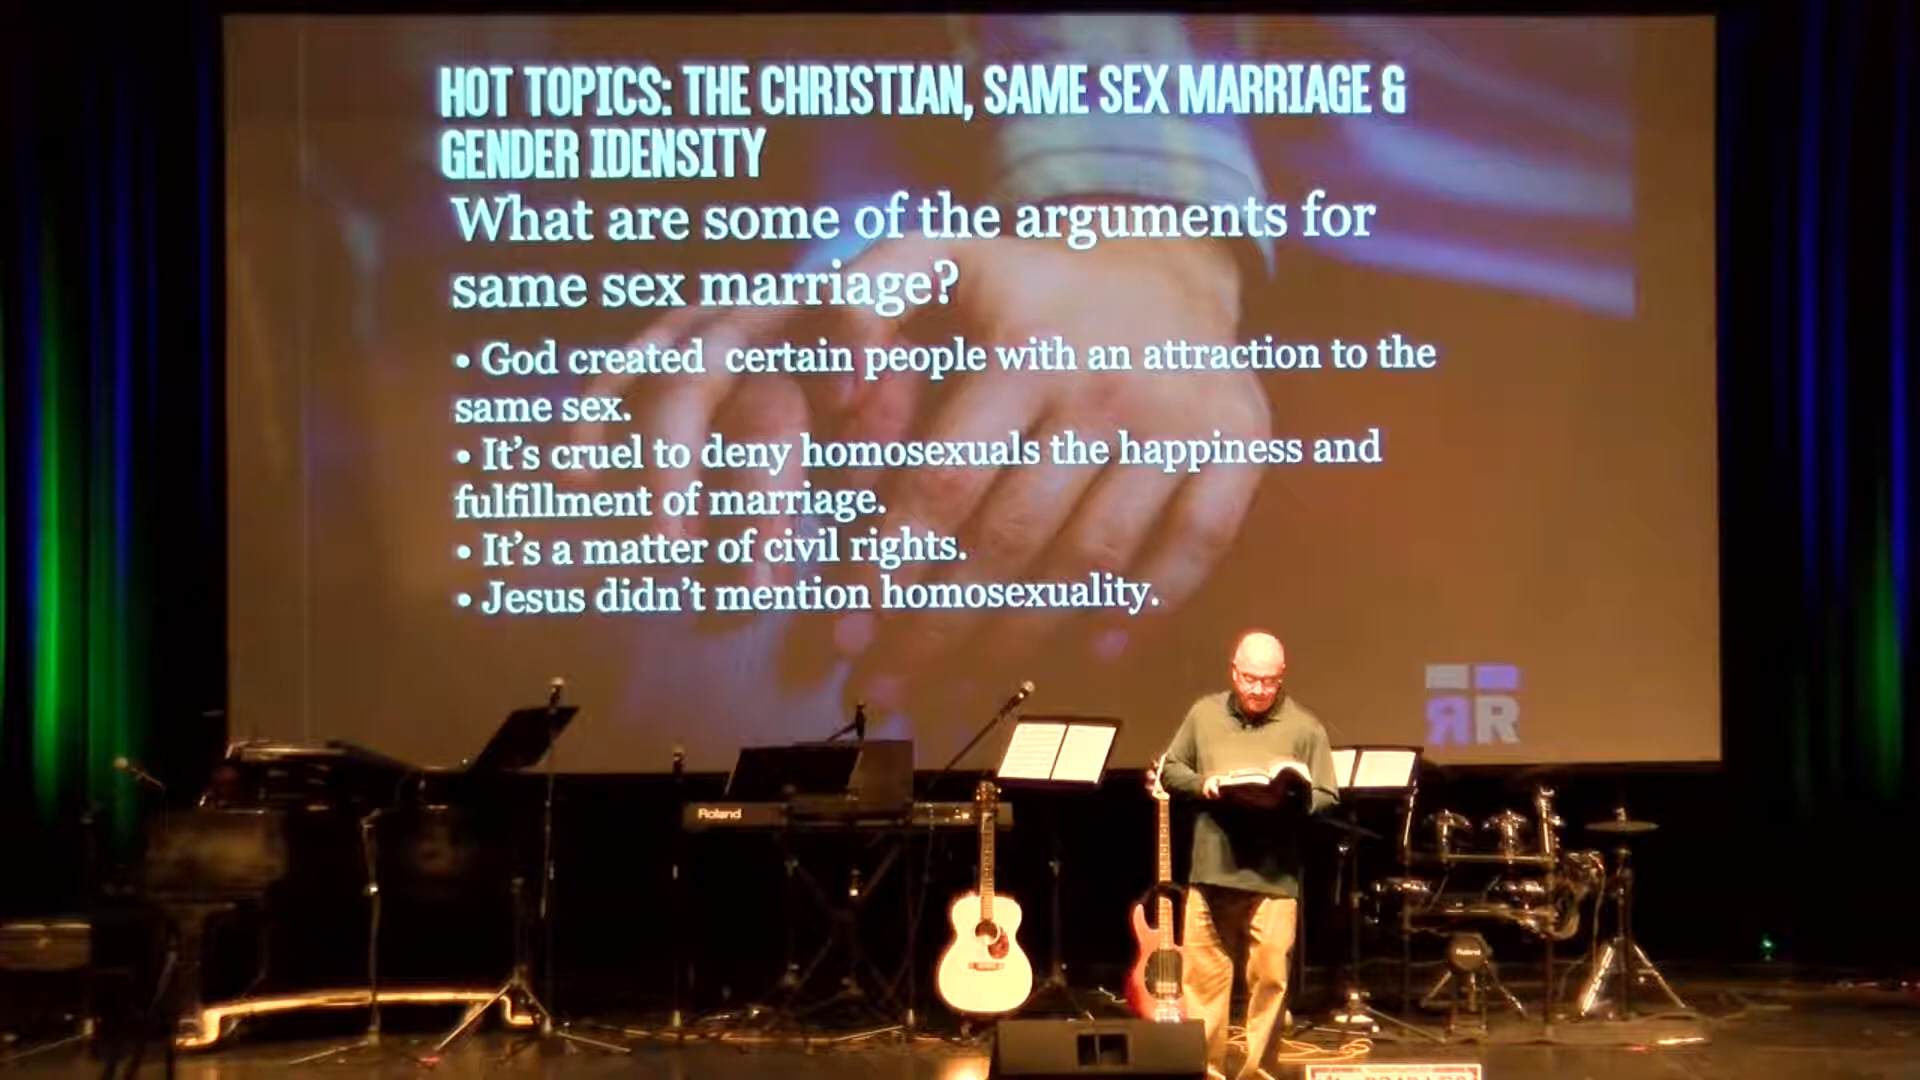 HOT TOPICS: THE CHRISTIAN, SAME SEX MARRIAGE &
GENDER IDENSITY
What are some of the arguments for
same sex marriage?
• God created certain people with an attraction to the
same sex.
• It's cruel to deny homosexuals the happiness and
fulfillment of marriage.
• It's a matter of civil rights.
• Jesus didn't mention homosexuality.
Roland
Roland